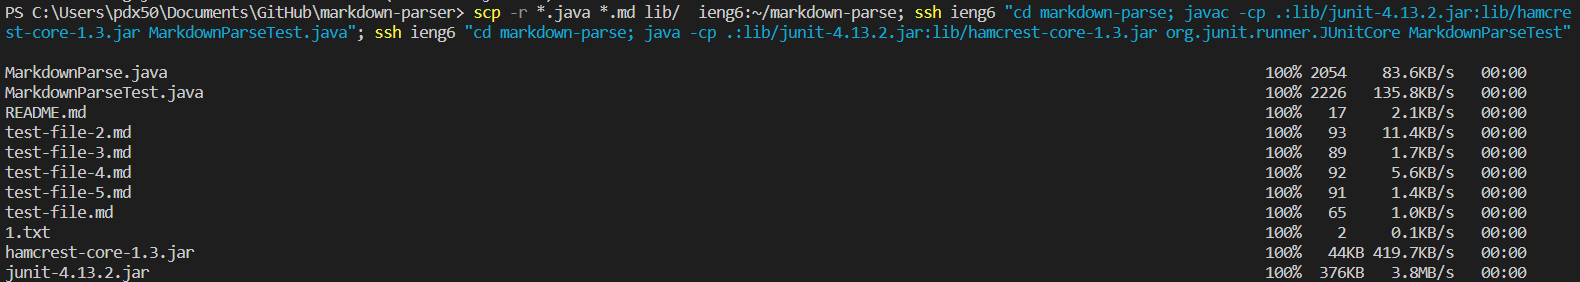 PS C:\Users\pdx50\Documents\GitHub\markdown-parser> scp -r *.java *.md lib/  ieng6:~/markdown-parse; ssh ieng6 "cd markdown-parse; javac -cp .:lib/junit-4.13.2.jar:lib/hamcre
st-core-1.3.jar MarkdownParseTest.java"; ssh ieng6 "cd markdown-parse; java -cp .:lib/junit-4.13.2.jar:lib/hamcrest-core-1.3.jar org.junit.runner.JUnitCore MarkdownParseTest"
MarkdownParse.java 100% 2054 83.6KB/s 00:00
MarkdownParseTest.java 100% 2226 135.8KB/s 00:00
README.md 100% 17 2.1KB/s 00:00
test-file-2.md 100% 93 11.4KB/s 00:00
test-file-3.md 100% 89 1.7KB/s 00:00
test-file-4.md 100% 92 5.6KB/s 00:00
test-file-5.md 100% 91 1.4KB/s 00:00
test-file.md 100% 65 1.0KB/s 00:00
1.txt 100% 2 0.1KB/s 00:00
hamcrest-core-1.3.jar 100% 44KB 419.7KB/s 00:00
junit-4.13.2.jar 100% 376KB 3.8MB/s 00:00